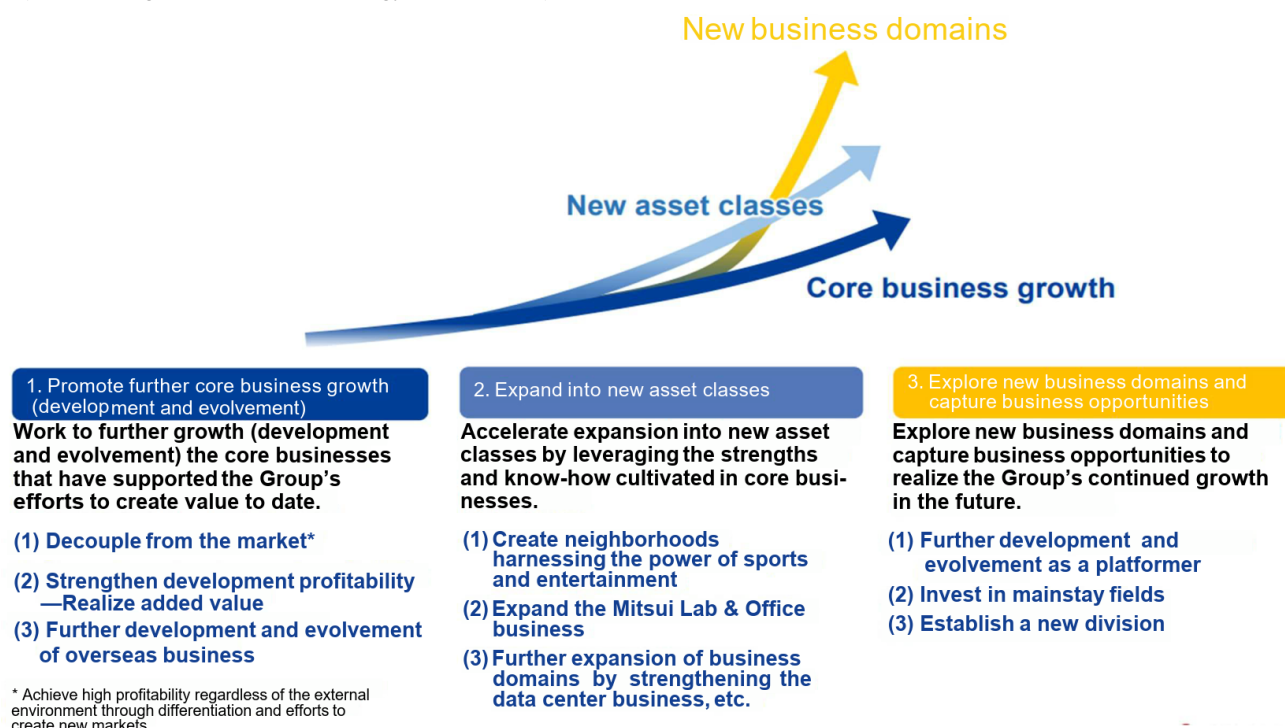 New business domains
New asset classes
Core business growth
1. Promote further core business growth
(development and evolvement)
Work to further growth (development
and evolvement) the core businesses
that have supported the Group's
efforts to create value to date.
(1) Decouple from the market*
(2) Strengthen development profitability
—Realize added value
(3) Further development and evolvement
of overseas business
* Achieve high profitability regardless of the external
environment through differentiation and efforts to
create new markets
2. Expand into new asset classes
Accelerate expansion into new asset
classes by leveraging the strengths
and know-how cultivated in core busi-
nesses.
(1) Create neighborhoods
harnessing the power of sports
and entertainment
(2) Expand the Mitsui Lab & Office
business
(3) Further expansion of business
domains by strengthening the
data center business, etc.
3. Explore new business domains and
capture business opportunities
Explore new business domains and
capture business opportunities to
realize the Group's continued growth
in the future.
(1) Further development and
evolvement as a platformer
(2) Invest in mainstay fields
(3) Establish a new division